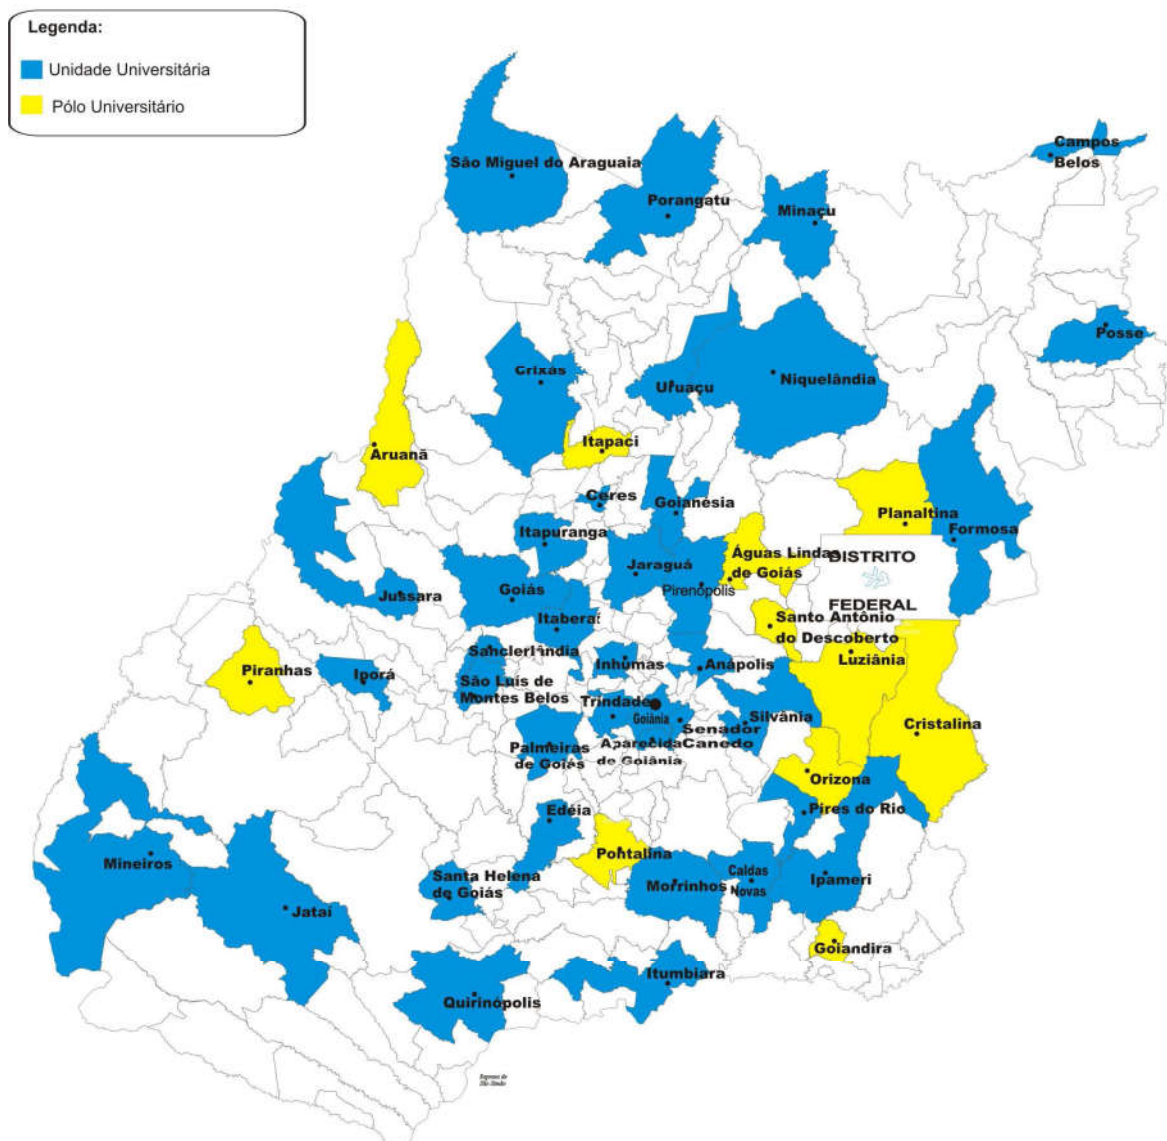 Legenda:
Unidade Universitária
Pólo Universitário
Campos
Belos
São Miguel do Araguaia
Porangatu
Minaçu
Posse
Crixás
Uruaçu
Niquelândia
Itapaci
Aruanã
Ceres
Goianésia
Planaltina
Formosa
Itapuranga
Águas Lindas
de Goiás
DISTRITO
FEDERAL
Jaraguá
Pirenópolis
Jussara
Goiás
Itaberaí
Santo Antônio
do Descoberto
Luziânia
Sanclerlândia
Inhumas
Anápolis
Piranhas
Iporá
São Luís de
Montes Belos
Trindade
Goiânia
Silvânia
Senador
Canedo
Cristalina
Palmeiras
de Goiás
Aparecida
de Goiânia
Orizona
Pires do Rio
Edéia
Pontalina
Mineiros
Santa Helena
de Goiás
Morrinhos
Caldas
Novas
Ipameri
Jataí
Goiandira
Itumbiara
Quirinópolis